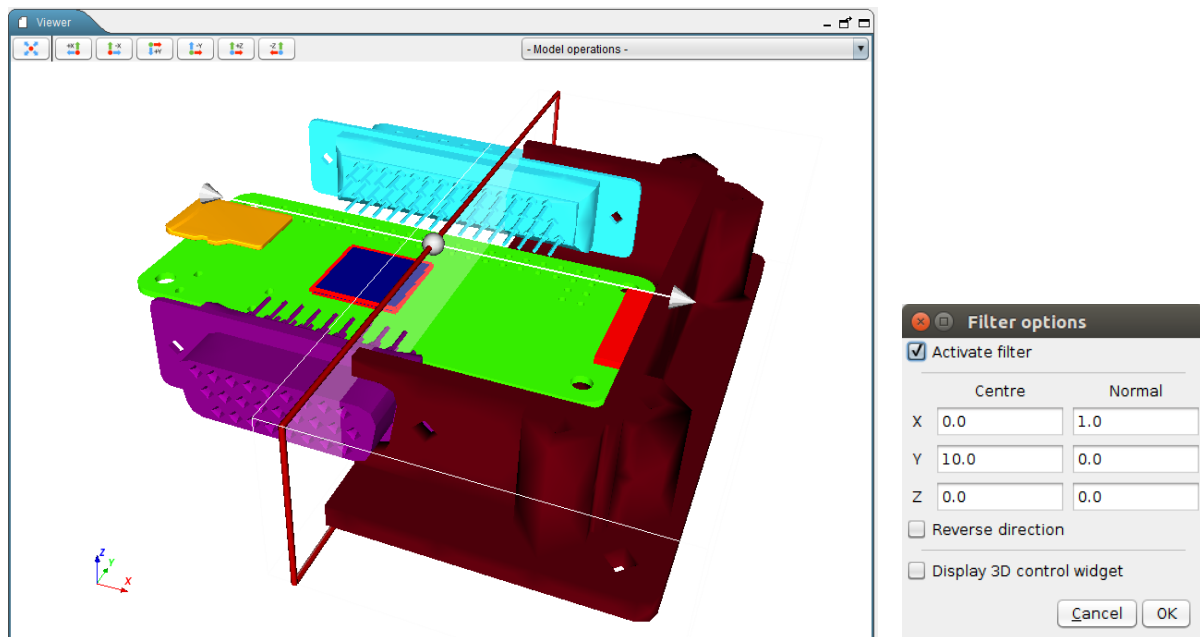 Viewer
+X -X +Y -Y +Z -Z
- Model operations -
Z
Y
X
Filter options
Activate filter
Centre Normal
X 0.0 1.0
Y 10.0 0.0
Z 0.0 0.0
Reverse direction
Display 3D control widget
Cancel OK